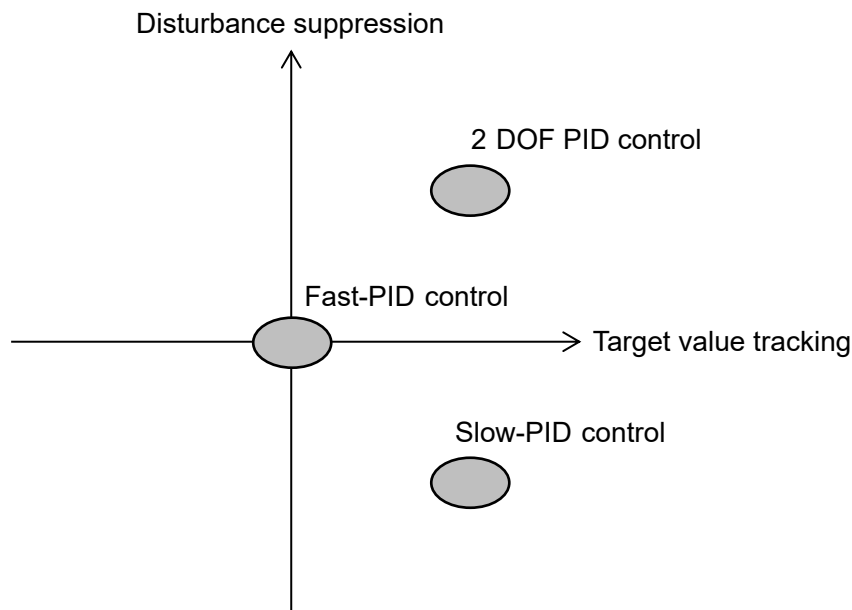 Disturbance suppression
2 DOF PID control
Fast-PID control
Target value tracking
Slow-PID control